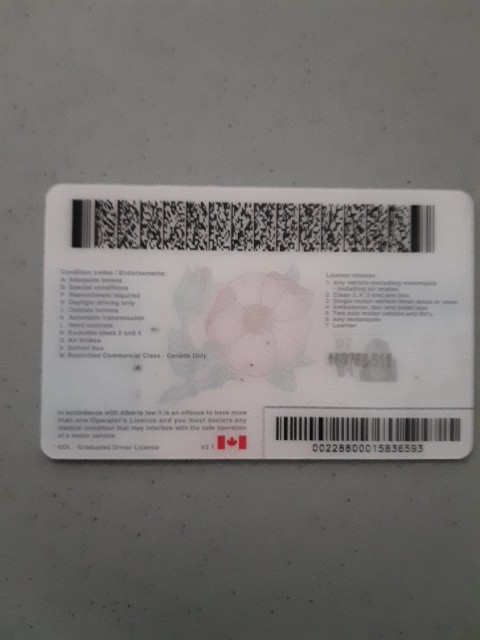 Condition codes / Endorsements:
A Adequate lenses
B Special conditions
F Reexamination required
H Daylight driving only
J Outside mirrors
K Automatic transmission
L Hand controls
N Excludes class 2 and 4
Q Air brakes
S School bus
W Restricted Commercial Class - Canada Only
Licence classes
1 Any vehicle excluding motorcycle
- including air brakes
2 Class 3, 4, 5 and any bus
3 Single motor vehicle three axles or more
4 Ambulance, taxi and small bus
5 Two axle motor vehicle and RV's
6 Any motorcycle
7 Learner
In accordance with Alberta law it is an offence to have more
than one Operator's Licence and you must declare any
medical condition that may interfere with the safe operation
of a motor vehicle.
GDL - Graduated Driver Licence V2.1
00228800015836593